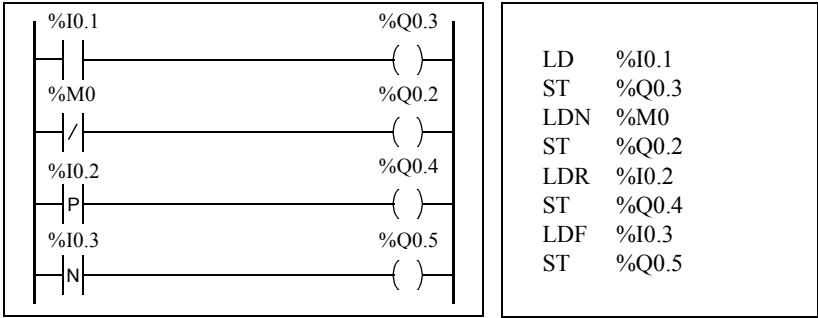 %I0.1 %Q0.3
%M0 %Q0.2
/
%I0.2 %Q0.4
P
%I0.3 %Q0.5
N
LD %I0.1
ST %Q0.3
LDN %M0
ST %Q0.2
LDR %I0.2
ST %Q0.4
LDF %I0.3
ST %Q0.5